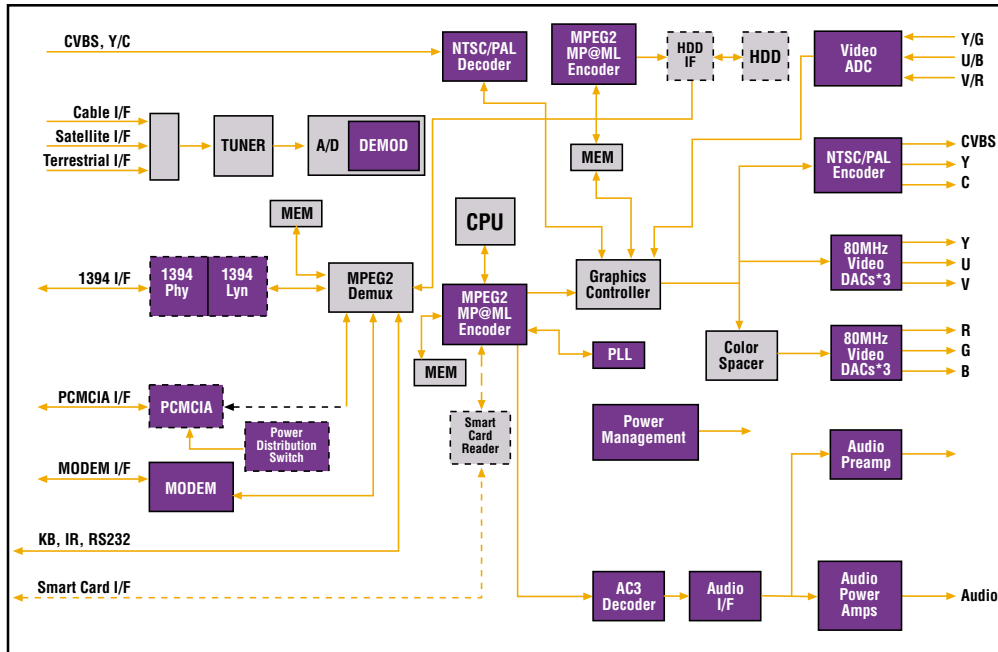 CVBS, Y/C
NTSC/PAL
Decoder
MPEG2
MP@ML
Encoder
HDD
IF
HDD
Video
ADC
Y/G
U/B
V/R
Cable I/F
Satellite I/F
Terrestrial I/F
TUNER
A/D
DEMOD
MEM
NTSC/PAL
Encoder
CVBS
Y
C
MEM
CPU
1394 I/F
1394
Phy
1394
Lyn
MPEG2
Demux
MPEG2
MP@ML
Encoder
Graphics
Controller
80MHz
Video
DACs*3
Y
U
V
MEM
PLL
Color
Spacer
80MHz
Video
DACs*3
R
G
B
PCMCIA I/F
PCMCIA
Power
Distribution
Switch
Smart
Card
Reader
Power
Management
Audio
Preamp
MODEM I/F
MODEM
KB, IR, RS232
Smart Card I/F
AC3
Decoder
Audio
I/F
Audio
Power
Amps
Audio